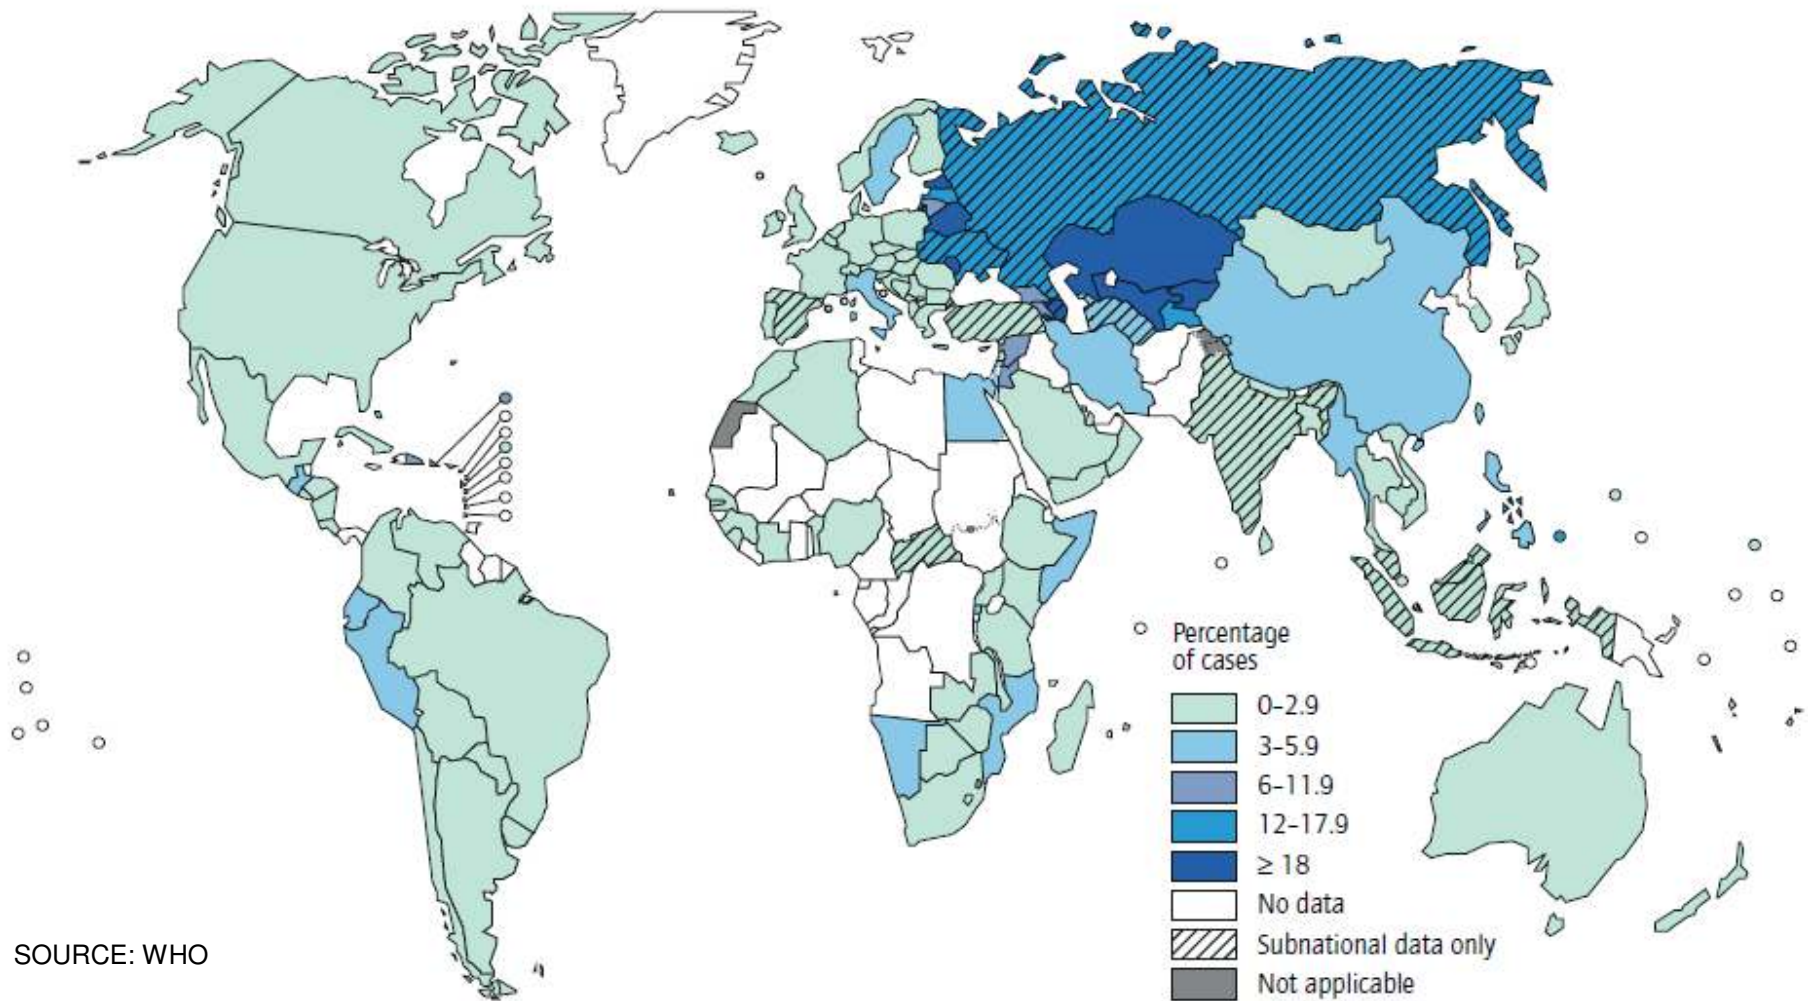 Percentage
of cases
0–2.9
3–5.9
6–11.9
12–17.9
≥ 18
No data
Subnational data only
Not applicable
SOURCE: WHO